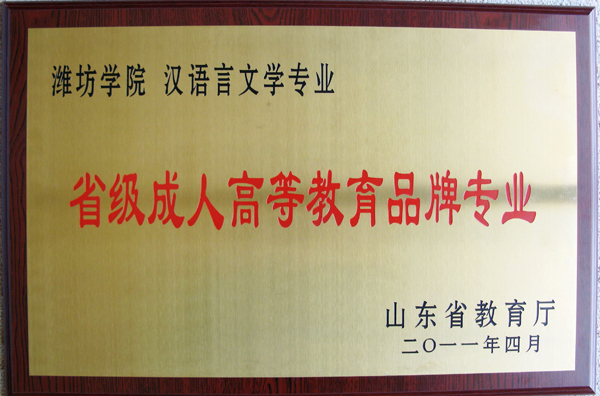 潍坊学院 汉语言文学专业
省级成人高等教育品牌专业
山东省教育厅
二〇一一年四月